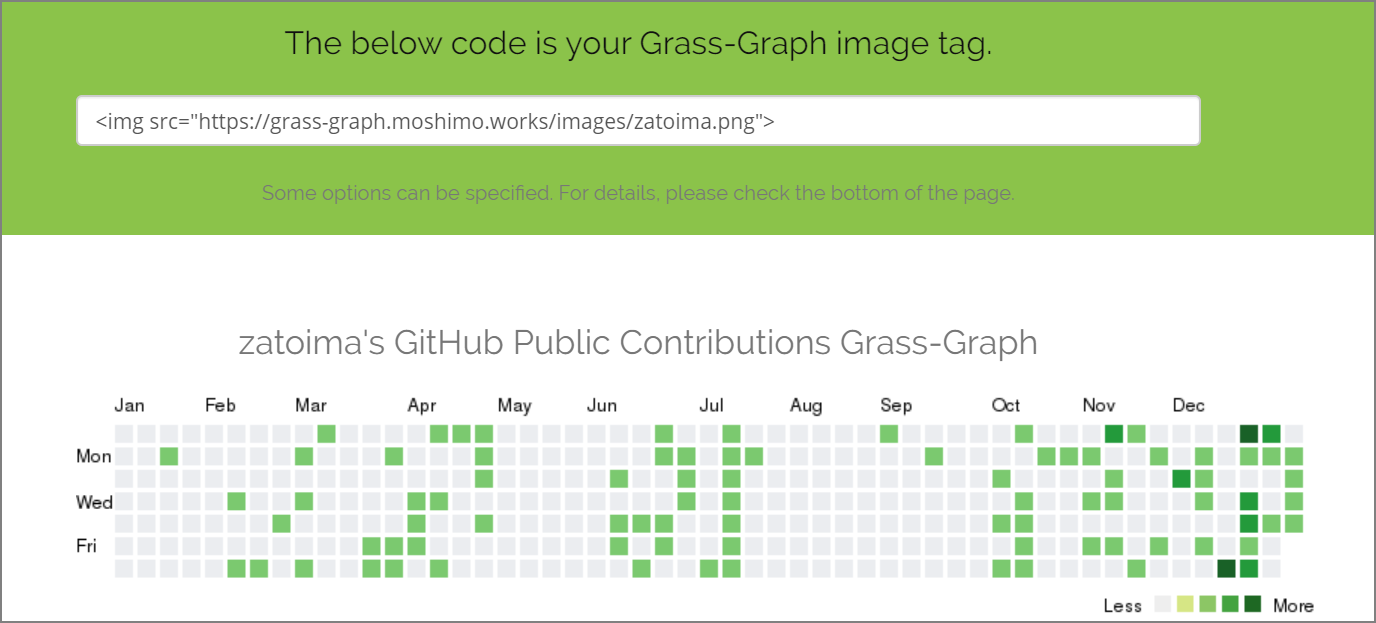 The below code is your Grass-Graph image tag.
<img src="https://grass-graph.moshimo.works/images/zatoima.png">
Some options can be specified. For details, please check the bottom of the page.
zatoima's GitHub Public Contributions Grass-Graph
Jan Feb Mar Apr May Jun Jul Aug Sep Oct Nov Dec
Mon
Wed
Fri
Less More